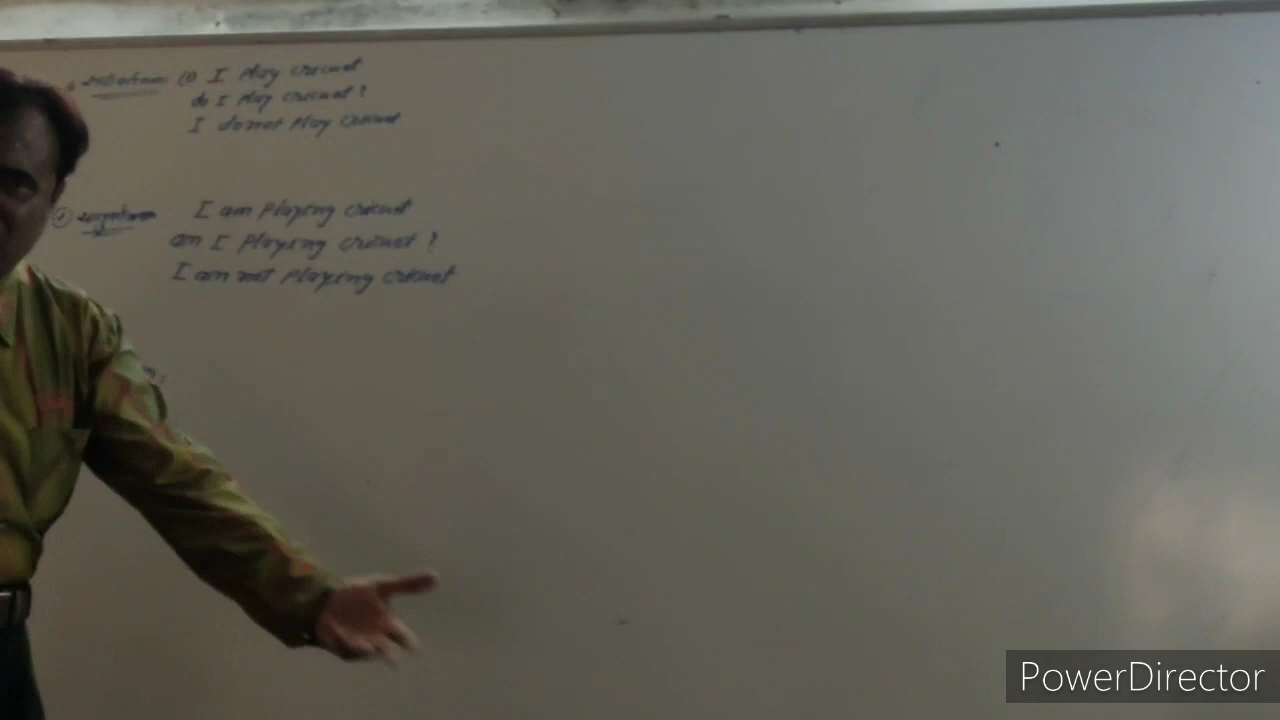 (1) I Play cricket
do I Play cricket ?
I do not Play cricket
I am Playing cricket
am I Playing cricket ?
I am not Playing cricket
PowerDirector